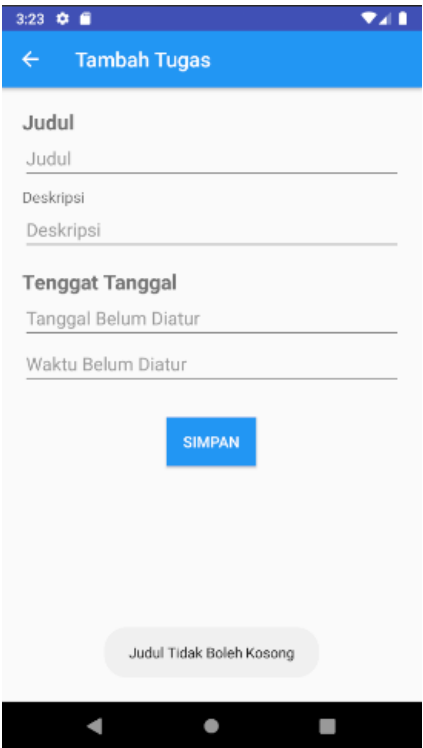 3:23
Tambah Tugas
Judul
Judul
Deskripsi
Deskripsi
Tenggat Tanggal
Tanggal Belum Diatur
Waktu Belum Diatur
SIMPAN
Judul Tidak Boleh Kosong